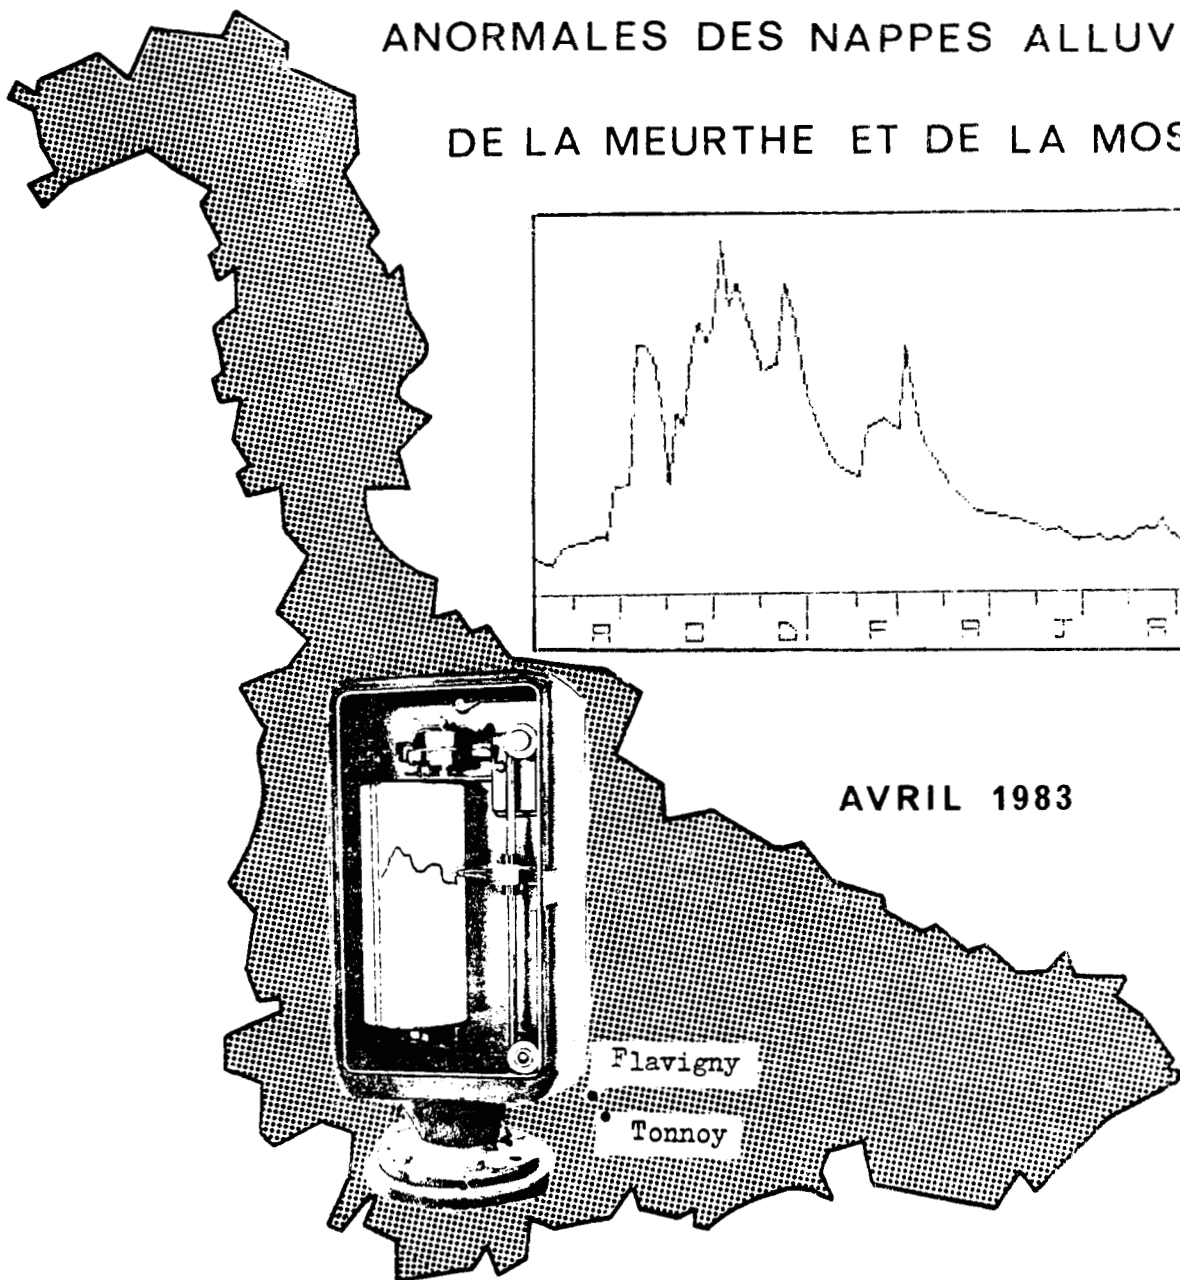 ANORMALES DES NAPPES ALLUV
DE LA MEURTHE ET DE LA MOS
A O D F A J A
AVRIL 1983
Flavigny
Tonnoy